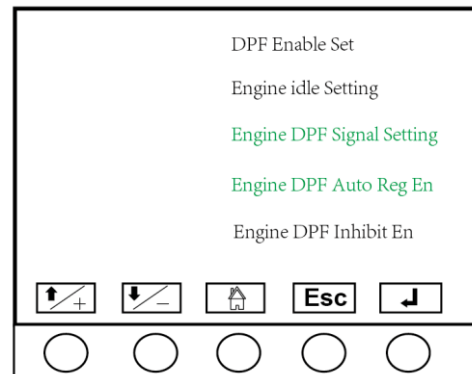 DPF Enable Set
Engine idle Setting
Engine DPF Signal Setting
Engine DPF Auto Reg En
Engine DPF Inhibit En
⬆/+ ⬇/− Esc ↲